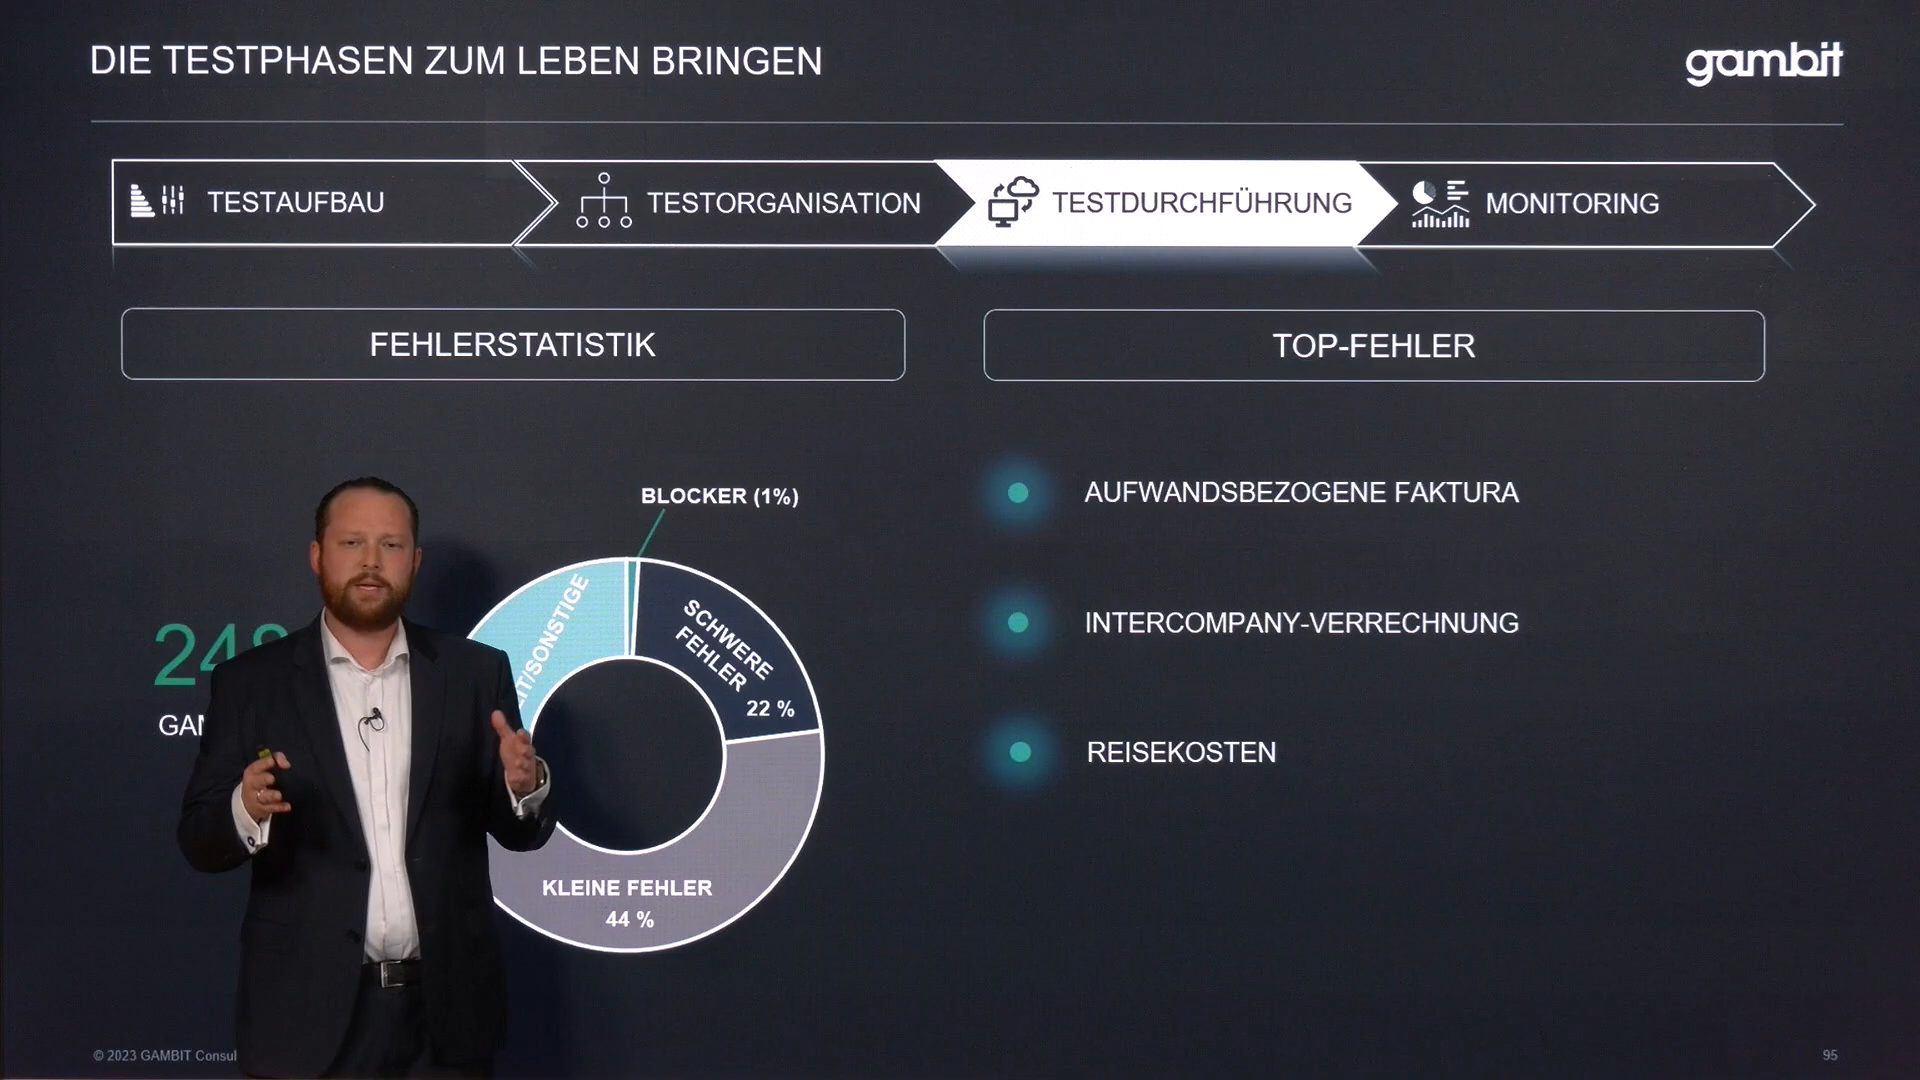 DIE TESTPHASEN ZUM LEBEN BRINGEN
gambit
TESTAUFBAU
TESTORGANISATION
TESTDURCHFÜHRUNG
MONITORING
FEHLERSTATISTIK
TOP-FEHLER
BLOCKER (1%)
SCHWERE
FEHLER
22 %
KLEINE FEHLER
44 %
AUFWANDSBEZOGENE FAKTURA
INTERCOMPANY-VERRECHNUNG
REISEKOSTEN
© 2023 GAMBIT
95